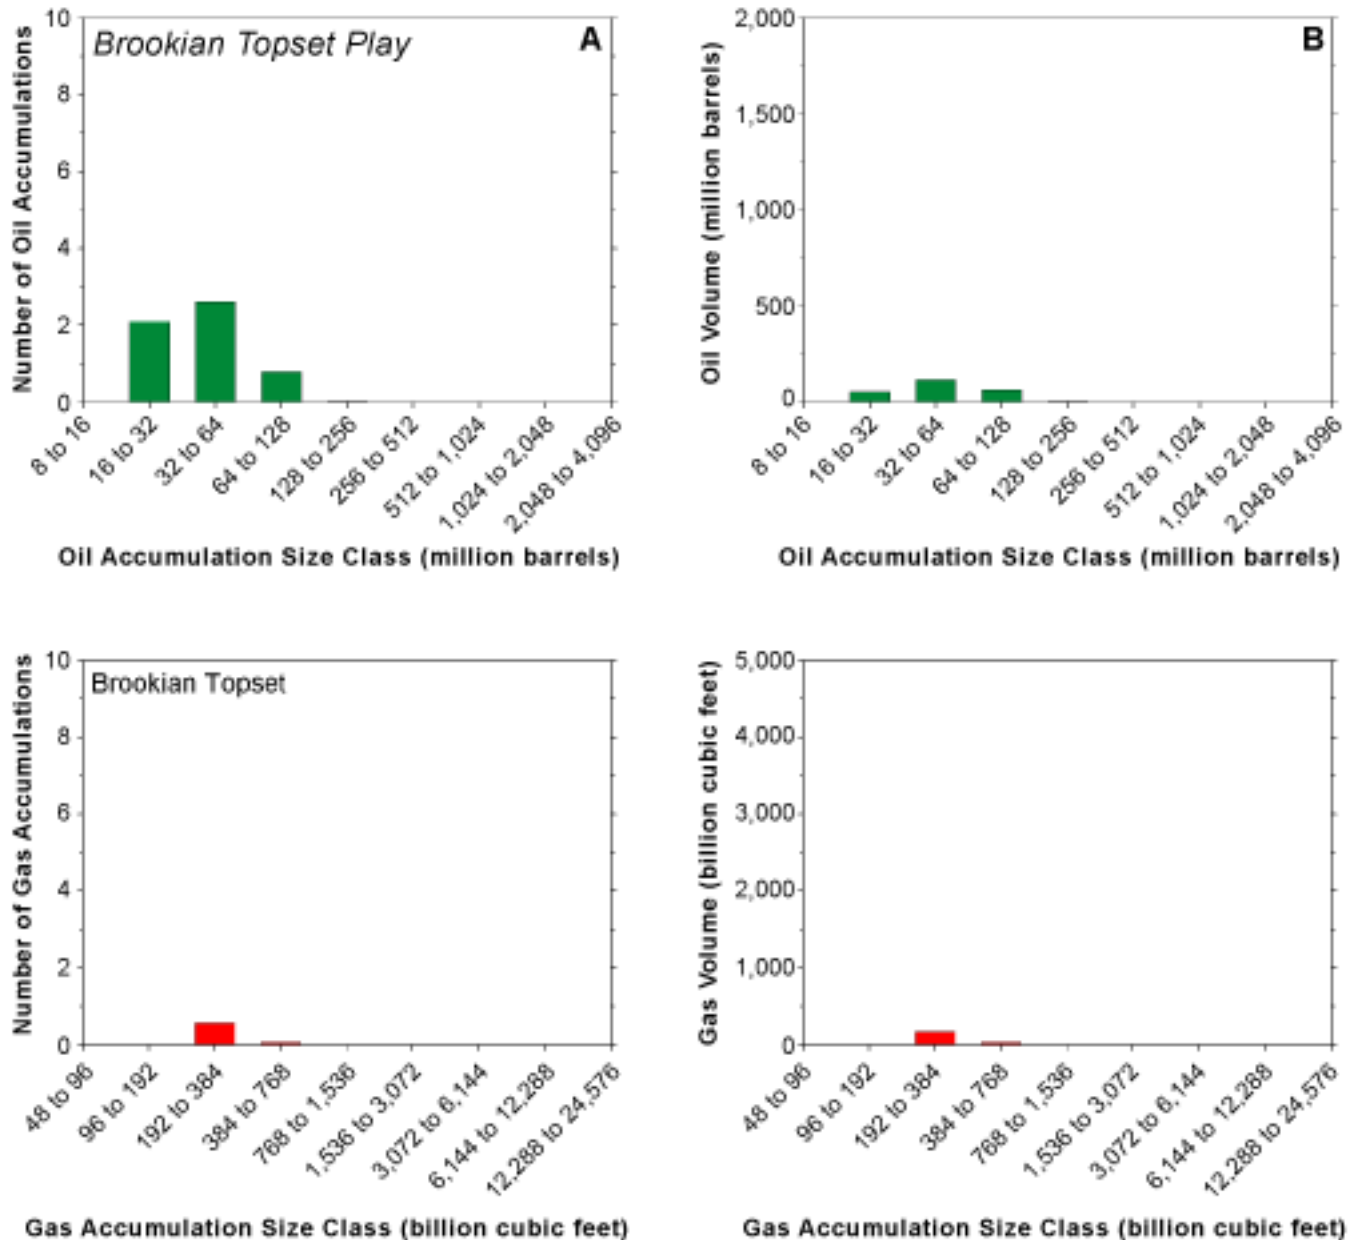 Brookian Topset Play
A
Number of Oil Accumulations
10
8
6
4
2
0
8 to 16
16 to 32
32 to 64
64 to 128
128 to 256
256 to 512
512 to 1,024
1,024 to 2,048
2,048 to 4,096
Oil Accumulation Size Class (million barrels)
B
Oil Volume (million barrels)
2,000
1,500
1,000
500
0
8 to 16
16 to 32
32 to 64
64 to 128
128 to 256
256 to 512
512 to 1,024
1,024 to 2,048
2,048 to 4,096
Oil Accumulation Size Class (million barrels)
Brookian Topset
Number of Gas Accumulations
10
8
6
4
2
0
48 to 96
96 to 192
192 to 384
384 to 768
768 to 1,536
1,536 to 3,072
3,072 to 6,144
6,144 to 12,288
12,288 to 24,576
Gas Accumulation Size Class (billion cubic feet)
Gas Volume (billion cubic feet)
5,000
4,000
3,000
2,000
1,000
0
48 to 96
96 to 192
192 to 384
384 to 768
768 to 1,536
1,536 to 3,072
3,072 to 6,144
6,144 to 12,288
12,288 to 24,576
Gas Accumulation Size Class (billion cubic feet)